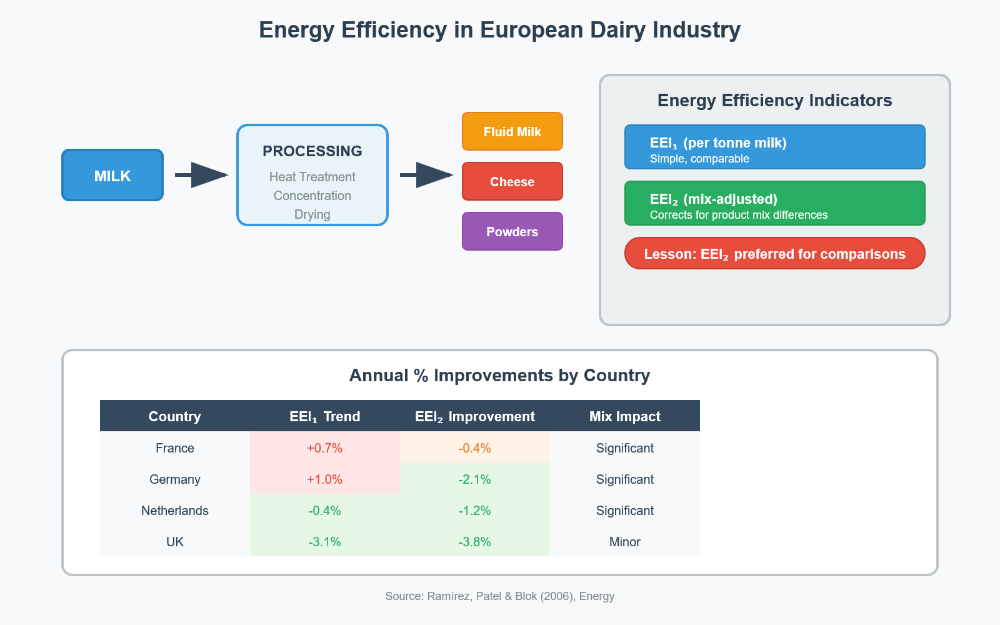 Energy Efficiency in European Dairy Industry
MILK
PROCESSING
Heat Treatment
Concentration
Drying
Fluid Milk
Cheese
Powders
Energy Efficiency Indicators
EEI₁ (per tonne milk)
Simple, comparable
EEI₂ (mix-adjusted)
Corrects for product mix differences
Lesson: EEI₂ preferred for comparisons
Annual % Improvements by Country
Country EEI₁ Trend EEI₂ Improvement Mix Impact
France +0.7% -0.4% Significant
Germany +1.0% -2.1% Significant
Netherlands -0.4% -1.2% Significant
UK -3.1% -3.8% Minor
Source: Ramírez, Patel & Blok (2006), Energy